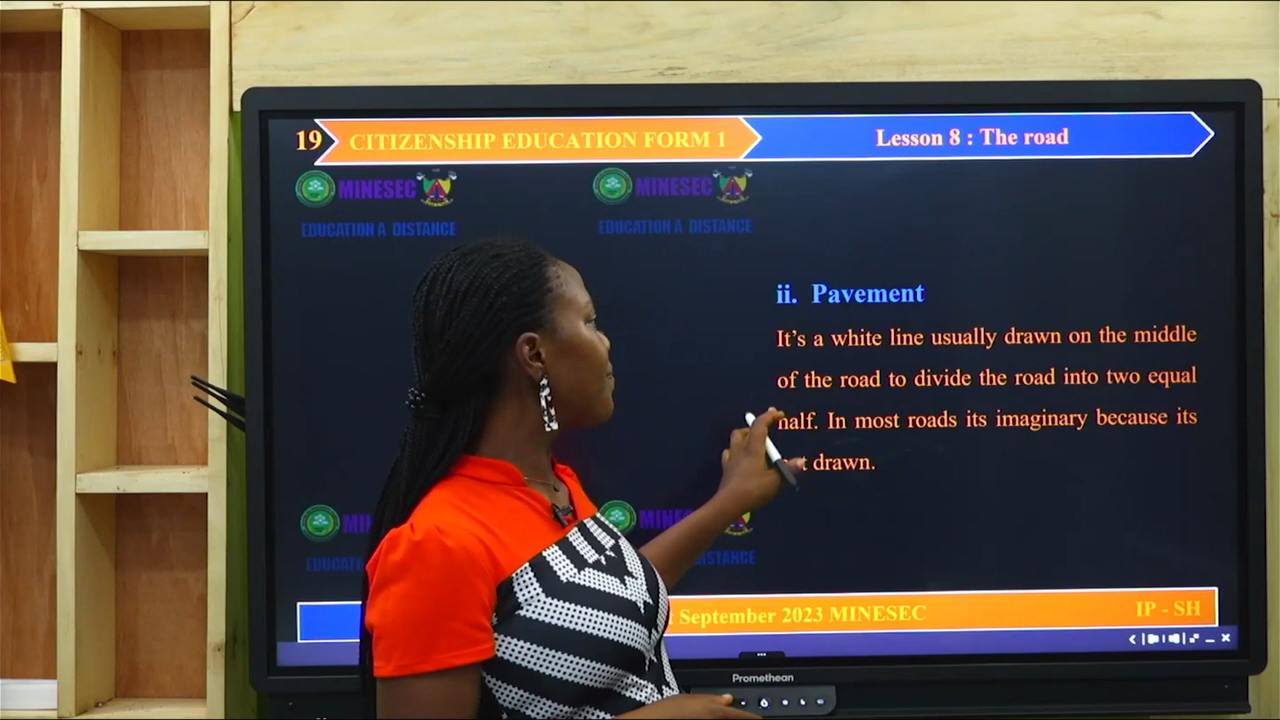 19 CITIZENSHIP EDUCATION FORM 1 Lesson 8 : The road
MINESEC MINESEC
EDUCATION A DISTANCE EDUCATION A DISTANCE
ii. Pavement
It's a white line usually drawn on the middle
of the road to divide the road into two equal
half. In most roads its imaginary because its
drawn.
September 2023 MINESEC IP - SH
Promethean